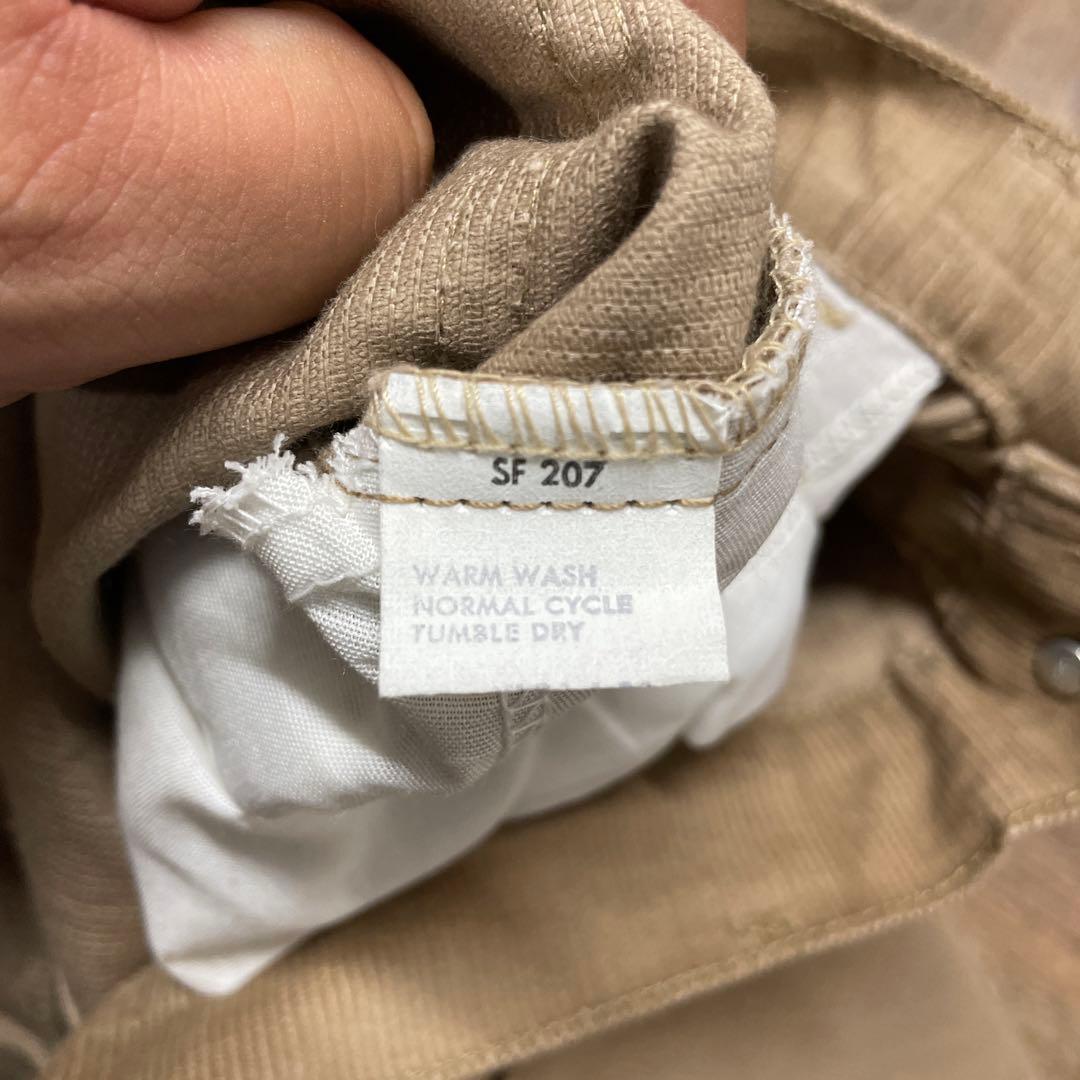 SF 207
WARM WASH
NORMAL CYCLE
TUMBLE DRY